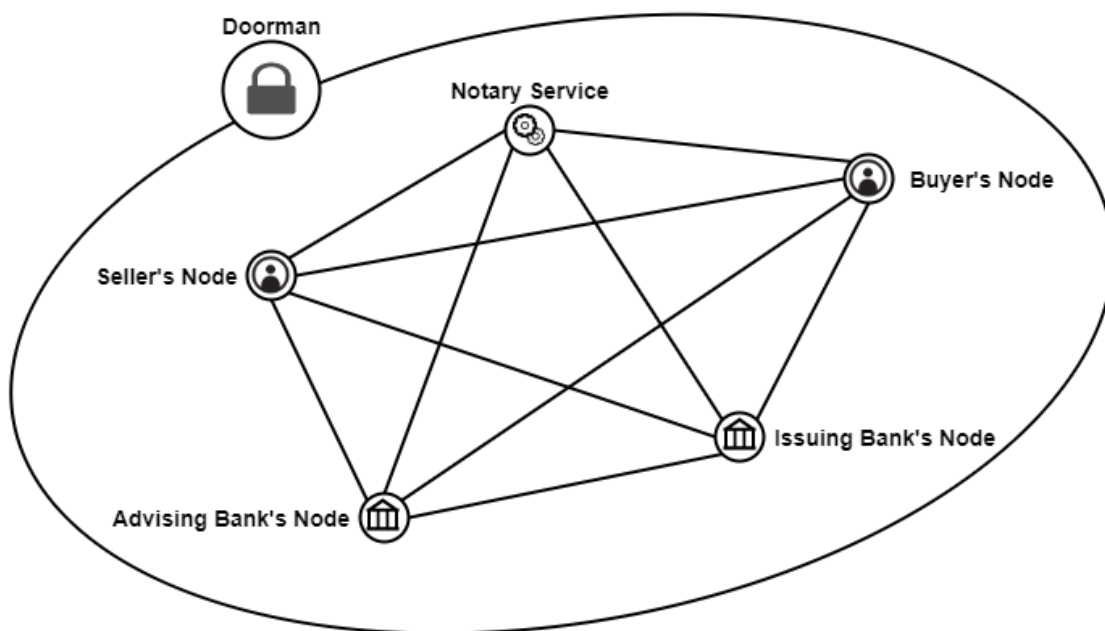 Doorman
Notary Service
Buyer's Node
Seller's Node
Issuing Bank's Node
Advising Bank's Node